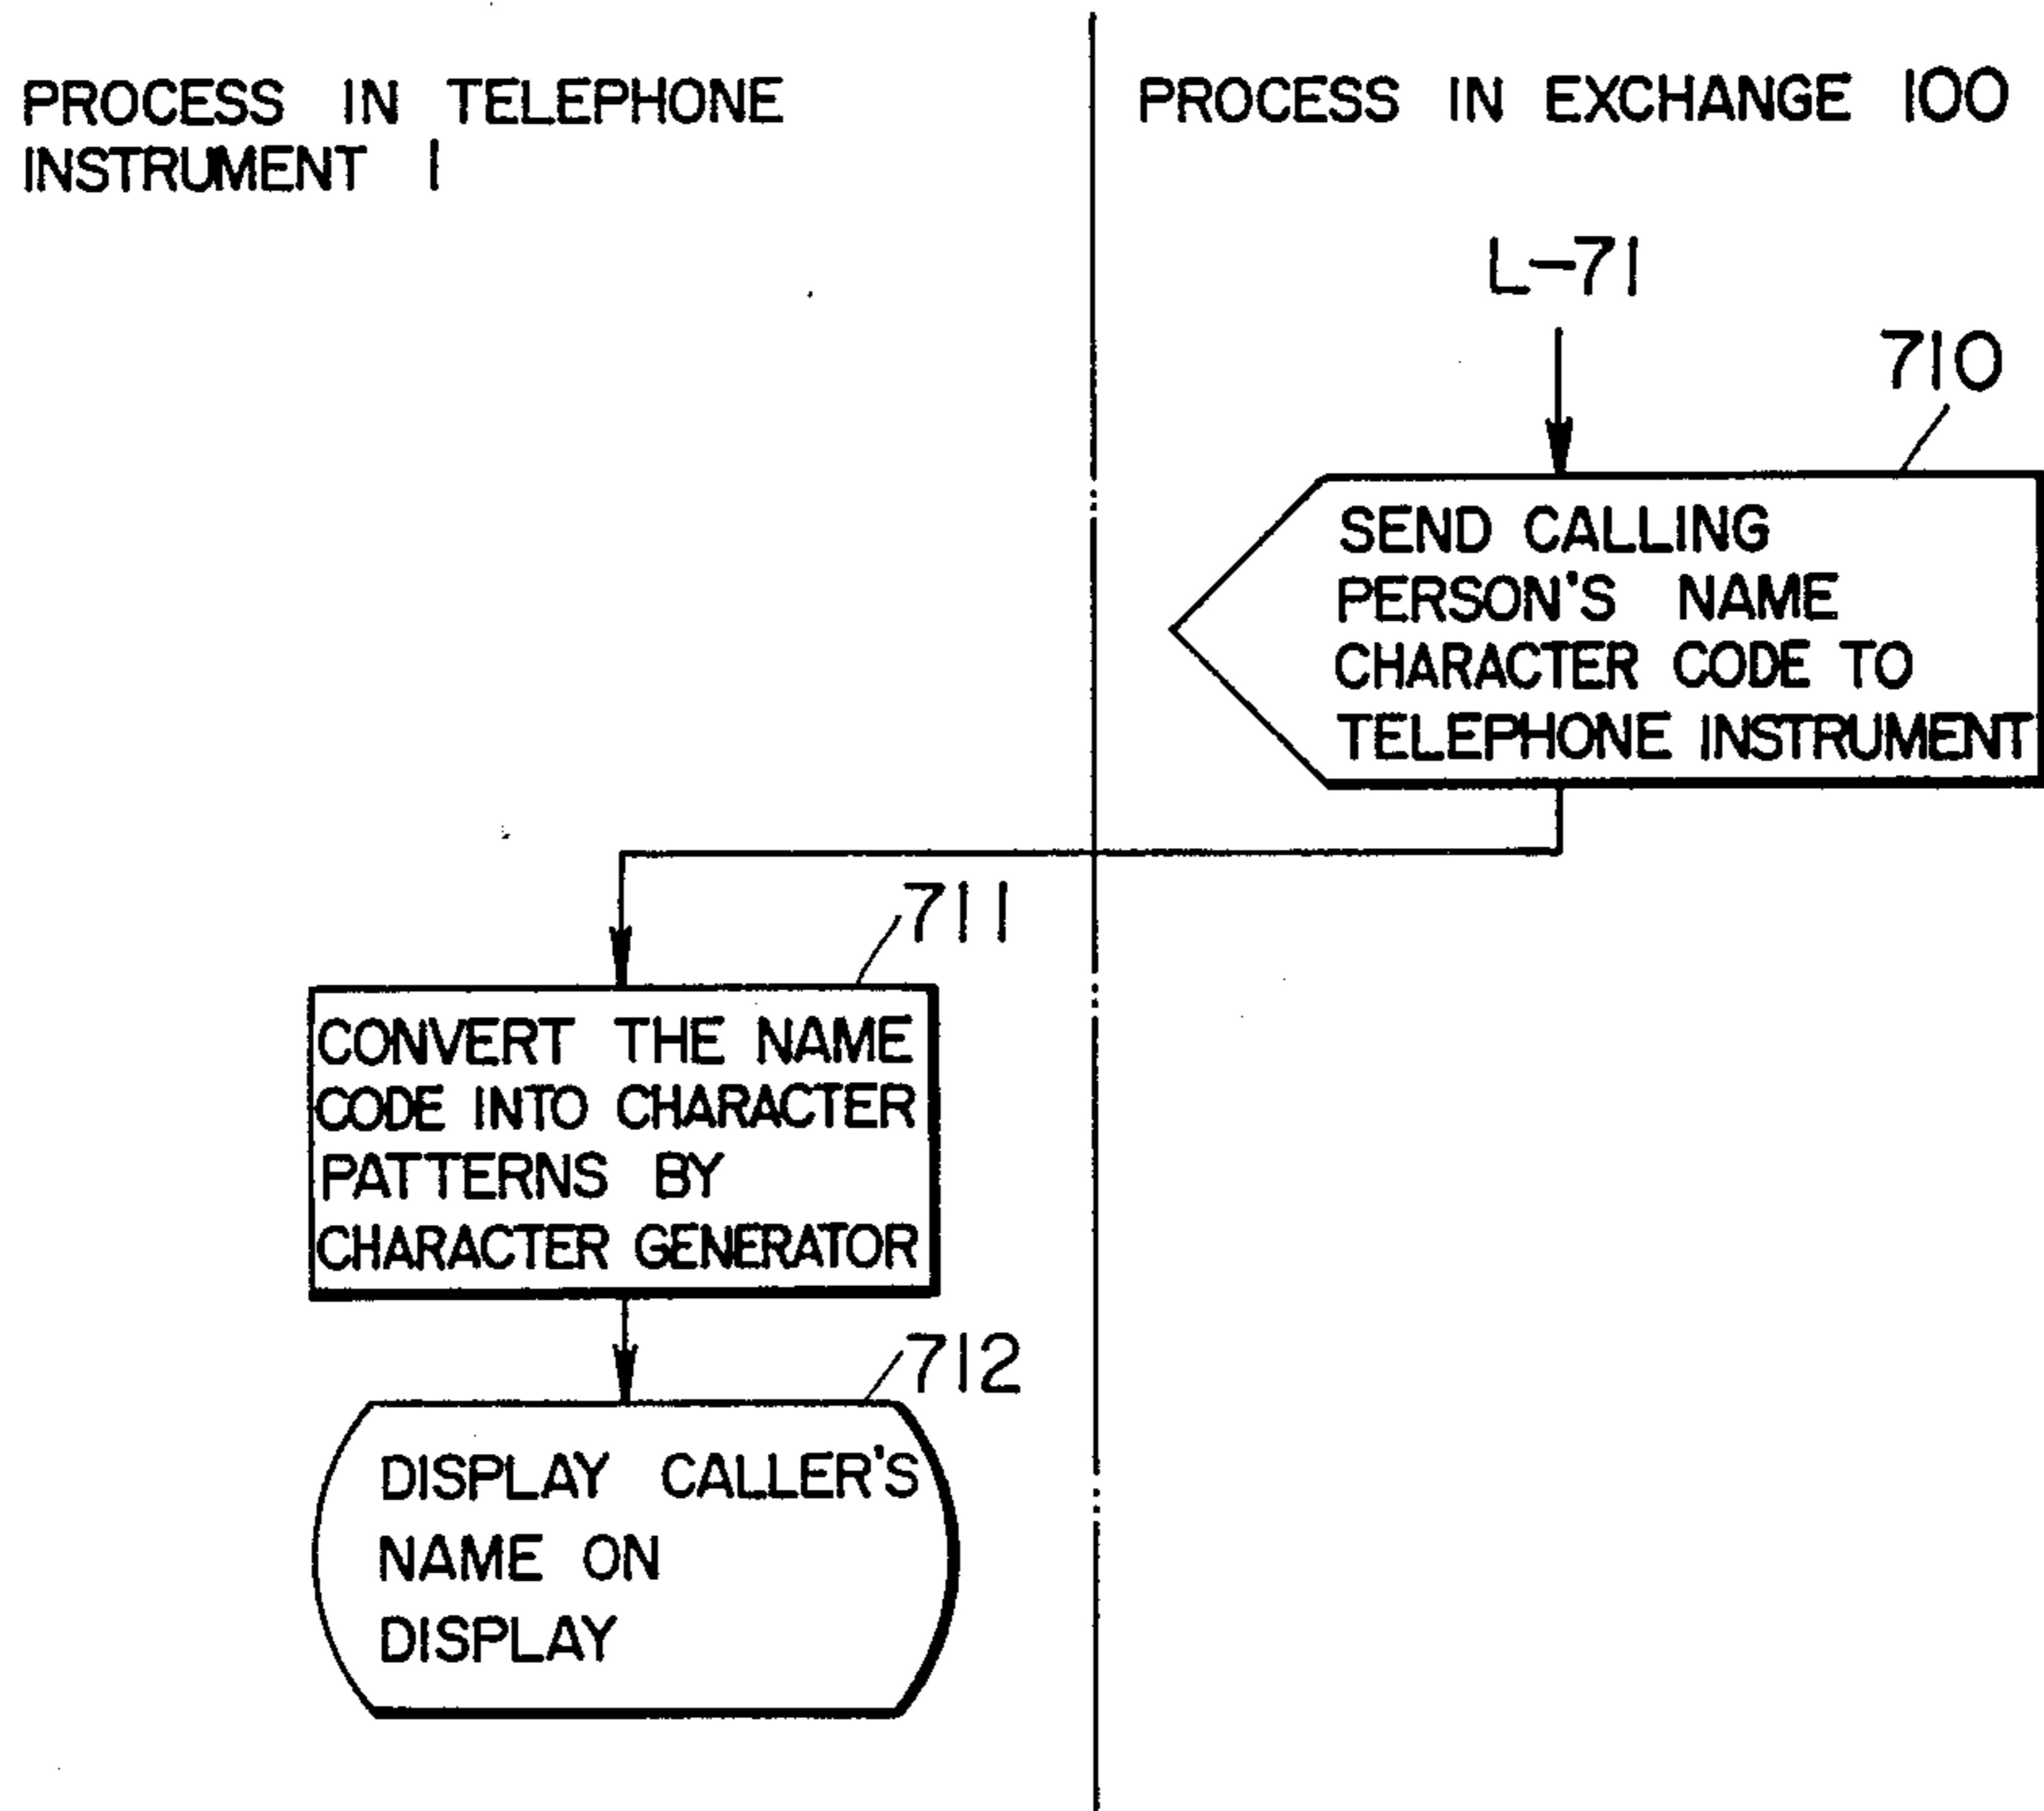 PROCESS IN TELEPHONE
INSTRUMENT 1
PROCESS IN EXCHANGE 100
L-71
710
SEND CALLING
PERSON'S NAME
CHARACTER CODE TO
TELEPHONE INSTRUMENT
711
CONVERT THE NAME
CODE INTO CHARACTER
PATTERNS BY
CHARACTER GENERATOR
712
DISPLAY CALLER'S
NAME ON
DISPLAY